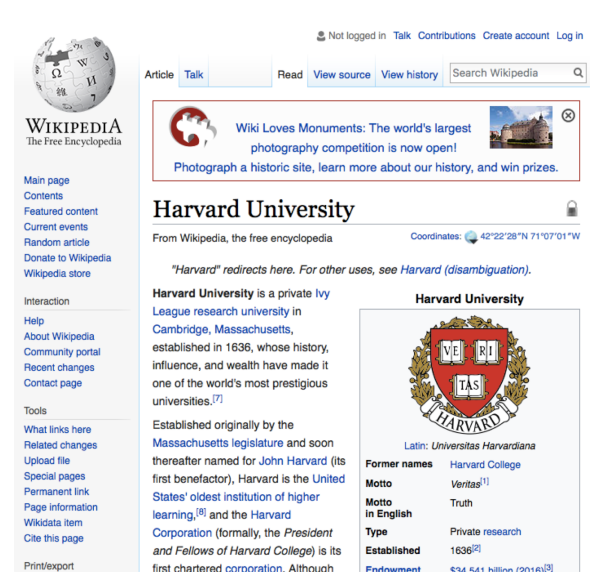 Not logged in Talk Contributions Create account Log in
Article Talk Read View source View history Search Wikipedia
WIKIPEDIA
The Free Encyclopedia
Wiki Loves Monuments: The world's largest
photography competition is now open!
Photograph a historic site, learn more about our history, and win prizes.
Main page
Contents
Featured content
Current events
Random article
Donate to Wikipedia
Wikipedia store
Interaction
Help
About Wikipedia
Community portal
Recent changes
Contact page
Tools
What links here
Related changes
Upload file
Special pages
Permanent link
Page information
Wikidata item
Cite this page
Print/export
Harvard University
From Wikipedia, the free encyclopedia
Coordinates: 42°22′28″N 71°07′01″W
"Harvard" redirects here. For other uses, see Harvard (disambiguation).
Harvard University is a private Ivy
League research university in
Cambridge, Massachusetts,
established in 1636, whose history,
influence, and wealth have made it
one of the world's most prestigious
universities.[7]
Established originally by the
Massachusetts legislature and soon
thereafter named for John Harvard (its
first benefactor), Harvard is the United
States' oldest institution of higher
learning,[8] and the Harvard
Corporation (formally, the President
and Fellows of Harvard College) is its
first chartered corporation. Although
Harvard University
VE RI
TAS
HARVARD
Latin: Universitas Harvardiana
Former names Harvard College
Motto Veritas[1]
Motto Truth
in English
Type Private research
Established 1636[2]
Endowment $34.541 billion (2016)[3]